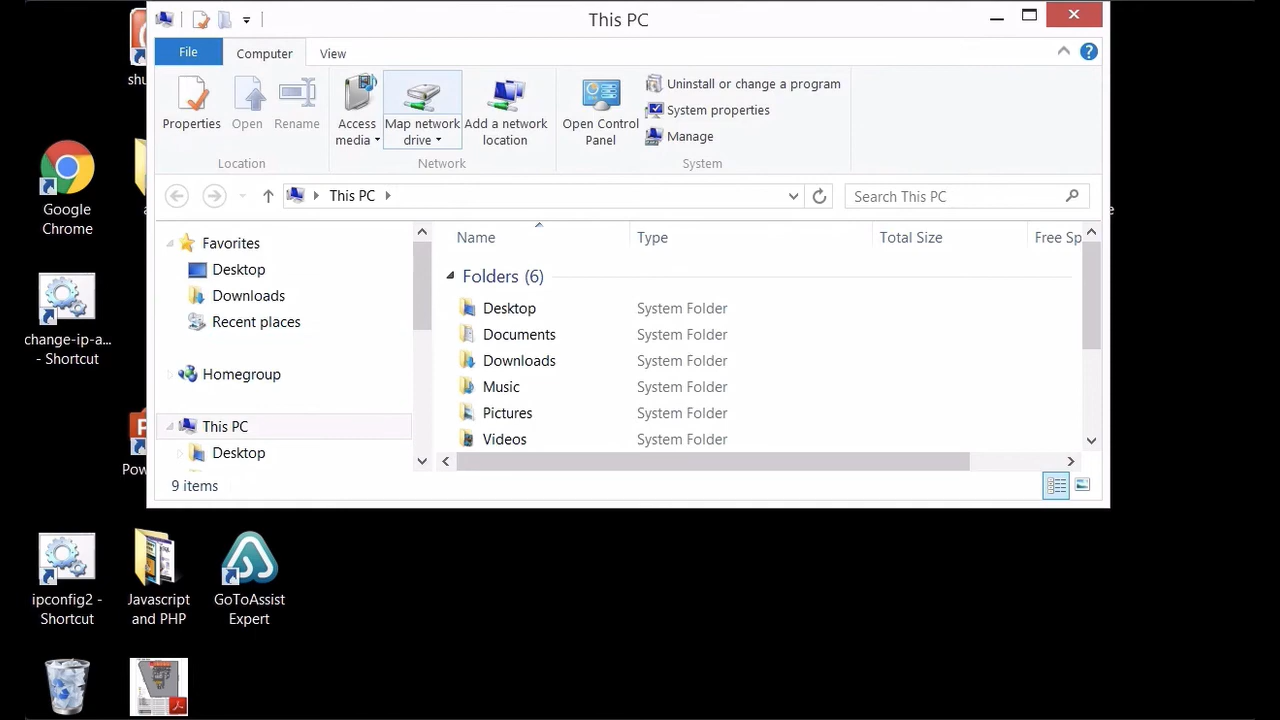 This PC
File
Computer
View
Properties
Open
Rename
Access
media
Map network
drive
Add a network
location
Open Control
Panel
Uninstall or change a program
System properties
Manage
Location
Network
System
This PC
Search This PC
Favorites
Desktop
Downloads
Recent places
Homegroup
This PC
Desktop
Name
Type
Total Size
Free Sp
Folders (6)
Desktop System Folder
Documents System Folder
Downloads System Folder
Music System Folder
Pictures System Folder
Videos System Folder
9 items
shu
Google
Chrome
change-ip-a...
- Shortcut
Pow
ipconfig2 -
Shortcut
Javascript
and PHP
GoToAssist
Expert